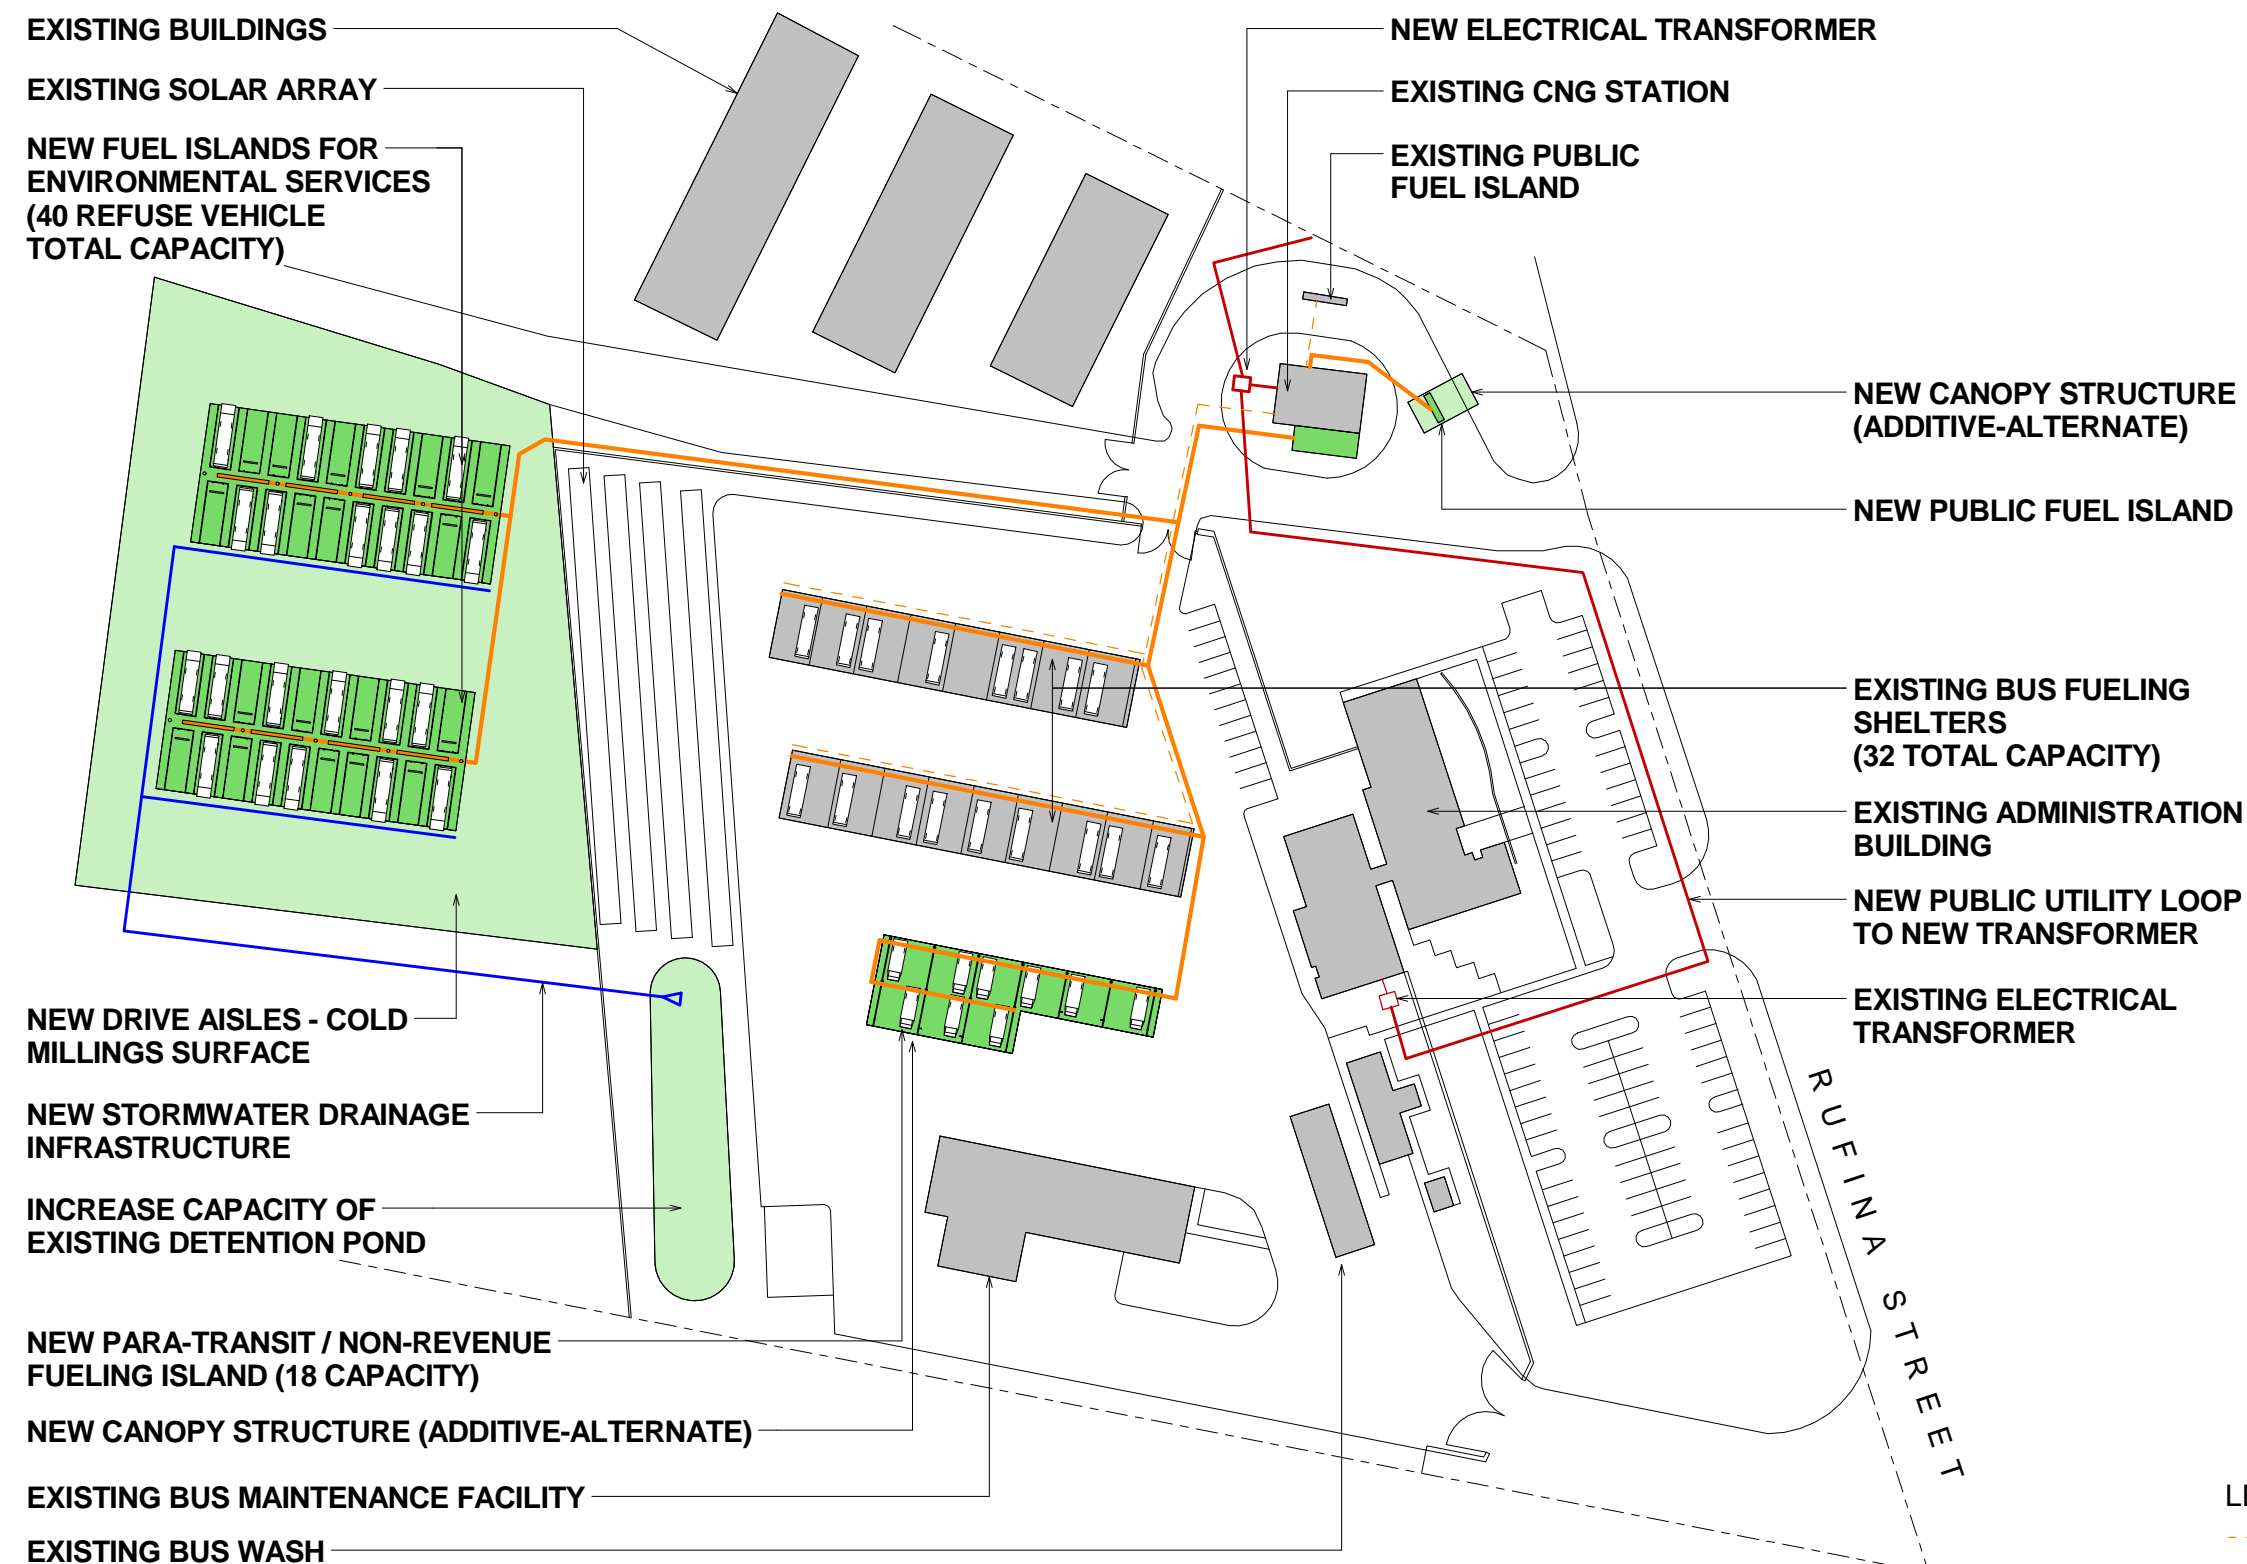 EXISTING BUILDINGS
EXISTING SOLAR ARRAY
NEW FUEL ISLANDS FOR
ENVIRONMENTAL SERVICES
(40 REFUSE VEHICLE
TOTAL CAPACITY)
NEW ELECTRICAL TRANSFORMER
EXISTING CNG STATION
EXISTING PUBLIC
FUEL ISLAND
NEW CANOPY STRUCTURE
(ADDITIVE-ALTERNATE)
NEW PUBLIC FUEL ISLAND
EXISTING BUS FUELING
SHELTERS
(32 TOTAL CAPACITY)
EXISTING ADMINISTRATION
BUILDING
NEW PUBLIC UTILITY LOOP
TO NEW TRANSFORMER
EXISTING ELECTRICAL
TRANSFORMER
RUFINA STREET
NEW DRIVE AISLES - COLD
MILLINGS SURFACE
NEW STORMWATER DRAINAGE
INFRASTRUCTURE
INCREASE CAPACITY OF
EXISTING DETENTION POND
NEW PARA-TRANSIT / NON-REVENUE
FUELING ISLAND (18 CAPACITY)
NEW CANOPY STRUCTURE (ADDITIVE-ALTERNATE)
EXISTING BUS MAINTENANCE FACILITY
EXISTING BUS WASH